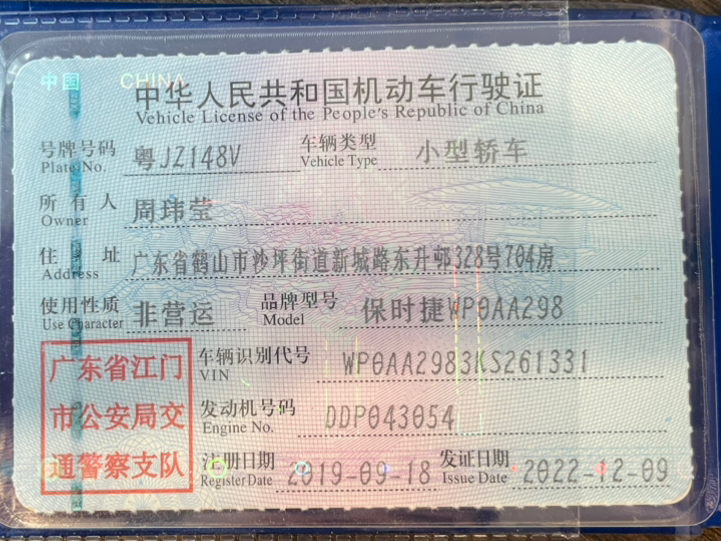 中国 CHINA
中华人民共和国机动车行驶证
Vehicle License of the People's Republic of China
号牌号码 粤JZ148V 车辆类型 小型轿车
Plate No. Vehicle Type
所有人 周玮莹
Owner
住址 广东省鹤山市沙坪街道新城路东升邨328号704房
Address
使用性质 非营运 品牌型号 保时捷WP0AA298
Use Character Model
广东省江门
市公安局交
通警察支队
车辆识别代号 WP0AA2983KS261331
VIN
发动机号码 DDP043054
Engine No.
注册日期 2019-09-18 发证日期 2022-12-09
Register Date Issue Date